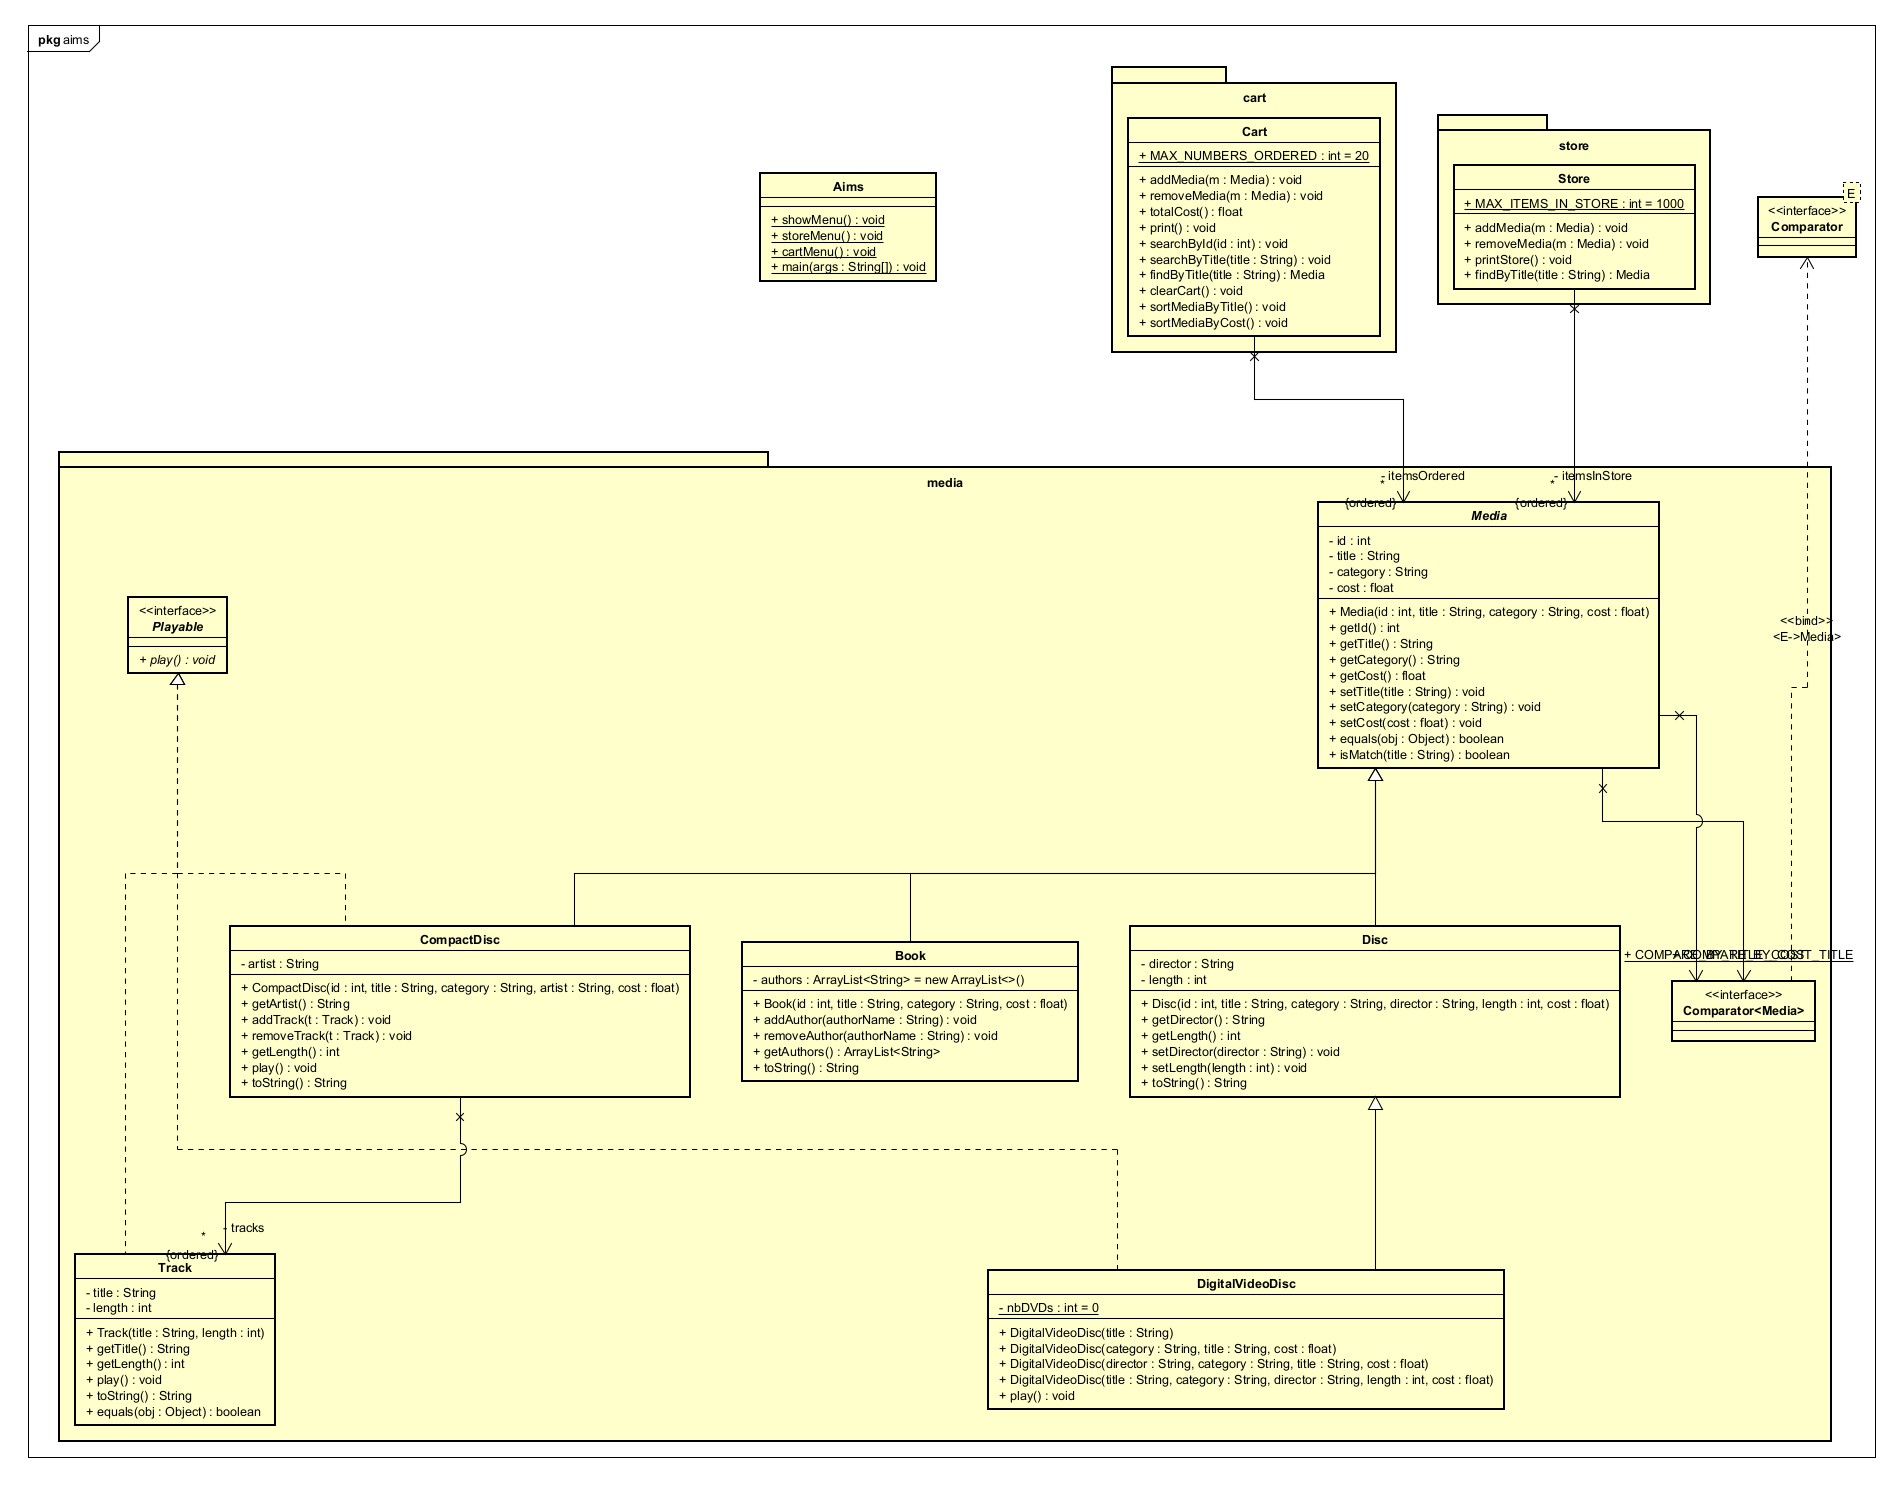 pkg aims
cart
Cart
+ MAX_NUMBERS_ORDERED : int = 20
+ addMedia(m : Media) : void
+ removeMedia(m : Media) : void
+ totalCost() : float
+ print() : void
+ searchById(id : int) : void
+ searchByTitle(title : String) : void
+ findByTitle(title : String) : Media
+ clearCart() : void
+ sortMediaByTitle() : void
+ sortMediaByCost() : void
store
Store
+ MAX_ITEMS_IN_STORE : int = 1000
+ addMedia(m : Media) : void
+ removeMedia(m : Media) : void
+ printStore() : void
+ findByTitle(title : String) : Media
E
<<interface>>
Comparator
Aims
+ showMenu() : void
+ storeMenu() : void
+ cartMenu() : void
+ main(args : String[]) : void
media
- itemsOrdered
*
{ordered}
- itemsInStore
*
{ordered}
Media
- id : int
- title : String
- category : String
- cost : float
+ Media(id : int, title : String, category : String, cost : float)
+ getId() : int
+ getTitle() : String
+ getCategory() : String
+ getCost() : float
+ setTitle(title : String) : void
+ setCategory(category : String) : void
+ setCost(cost : float) : void
+ equals(obj : Object) : boolean
+ isMatch(title : String) : boolean
<<bind>>
<E->Media>
<<interface>>
Playable
+ play() : void
CompactDisc
- artist : String
+ CompactDisc(id : int, title : String, category : String, artist : String, cost : float)
+ getArtist() : String
+ addTrack(t : Track) : void
+ removeTrack(t : Track) : void
+ getLength() : int
+ play() : void
+ toString() : String
Book
- authors : ArrayList<String> = new ArrayList<>()
+ Book(id : int, title : String, category : String, cost : float)
+ addAuthor(authorName : String) : void
+ removeAuthor(authorName : String) : void
+ getAuthors() : ArrayList<String>
+ toString() : String
Disc
- director : String
- length : int
+ Disc(id : int, title : String, category : String, director : String, length : int, cost : float)
+ getDirector() : String
+ getLength() : int
+ setDirector(director : String) : void
+ setLength(length : int) : void
+ toString() : String
+ COMPARE_BY_TITLE_COST
+ COMPARE_BY_COST_TITLE
<<interface>>
Comparator<Media>
- tracks
*
{ordered}
Track
- title : String
- length : int
+ Track(title : String, length : int)
+ getTitle() : String
+ getLength() : int
+ play() : void
+ toString() : String
+ equals(obj : Object) : boolean
DigitalVideoDisc
- nbDVDs : int = 0
+ DigitalVideoDisc(title : String)
+ DigitalVideoDisc(category : String, title : String, cost : float)
+ DigitalVideoDisc(director : String, category : String, title : String, cost : float)
+ DigitalVideoDisc(title : String, category : String, director : String, length : int, cost : float)
+ play() : void